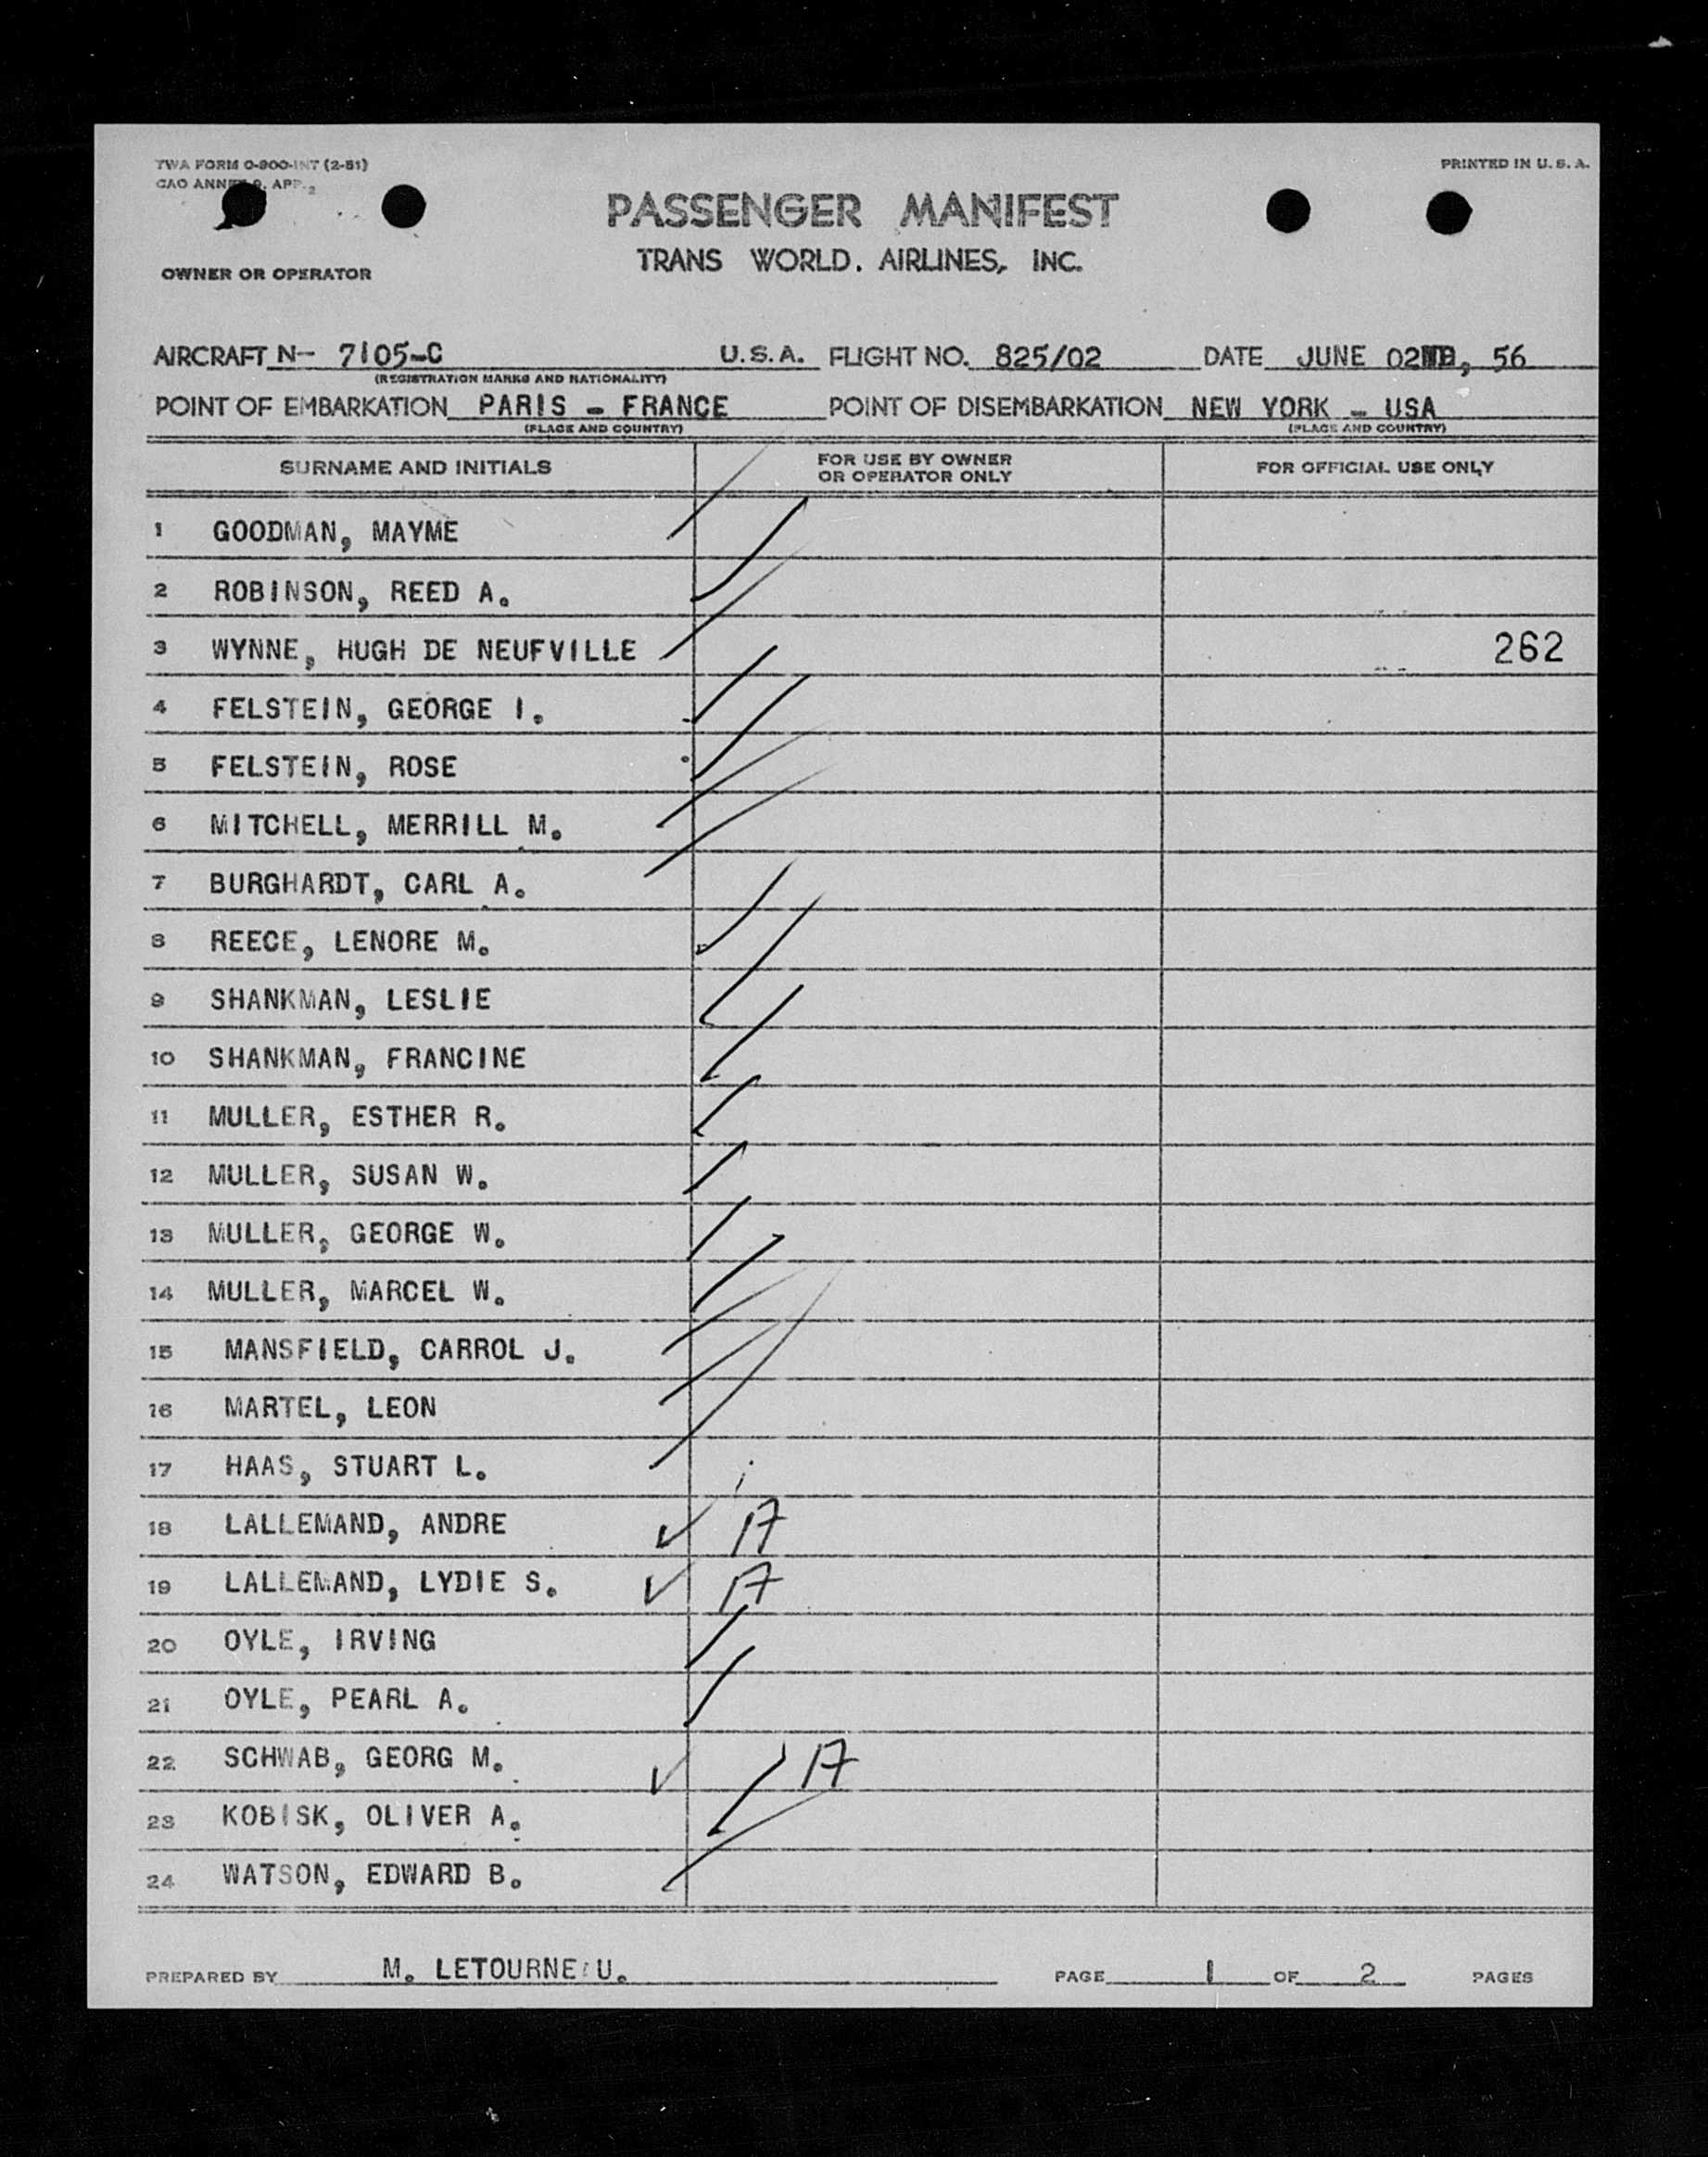 TWA FORM O-800-INT (2-51)
PRINTED IN U.S.A.
CAO ANNEX 9, APP. 2
PASSENGER MANIFEST
TRANS WORLD AIRLINES, INC.
OWNER OR OPERATOR
AIRCRAFT N- 7105-C U.S.A. FLIGHT NO. 825/02 DATE JUNE 02, 56
(REGISTRATION MARKS AND NATIONALITY)
POINT OF EMBARKATION PARIS - FRANCE POINT OF DISEMBARKATION NEW YORK - USA
(PLACE AND COUNTRY) (PLACE AND COUNTRY)
SURNAME AND INITIALS FOR USE BY OWNER OR OPERATOR ONLY FOR OFFICIAL USE ONLY
1 GOODMAN, MAYME
2 ROBINSON, REED A.
3 WYNNE, HUGH DE NEUFVILLE 262
4 FELSTEIN, GEORGE I.
5 FELSTEIN, ROSE
6 MITCHELL, MERRILL M.
7 BURGHARDT, CARL A.
8 REECE, LENORE M.
9 SHANKMAN, LESLIE
10 SHANKMAN, FRANCINE
11 MULLER, ESTHER R.
12 MULLER, SUSAN W.
13 MULLER, GEORGE W.
14 MULLER, MARCEL W.
15 MANSFIELD, CARROL J.
16 MARTEL, LEON
17 HAAS, STUART L.
18 LALLEMAND, ANDRE ✓ 17
19 LALLEMAND, LYDIE S. ✓ 17
20 OYLE, IRVING
21 OYLE, PEARL A.
22 SCHWAB, GEORG M. ✓ 17
23 KOBISK, OLIVER A.
24 WATSON, EDWARD B.
PREPARED BY M. LETOURNEAU. PAGE 1 OF 2 PAGES